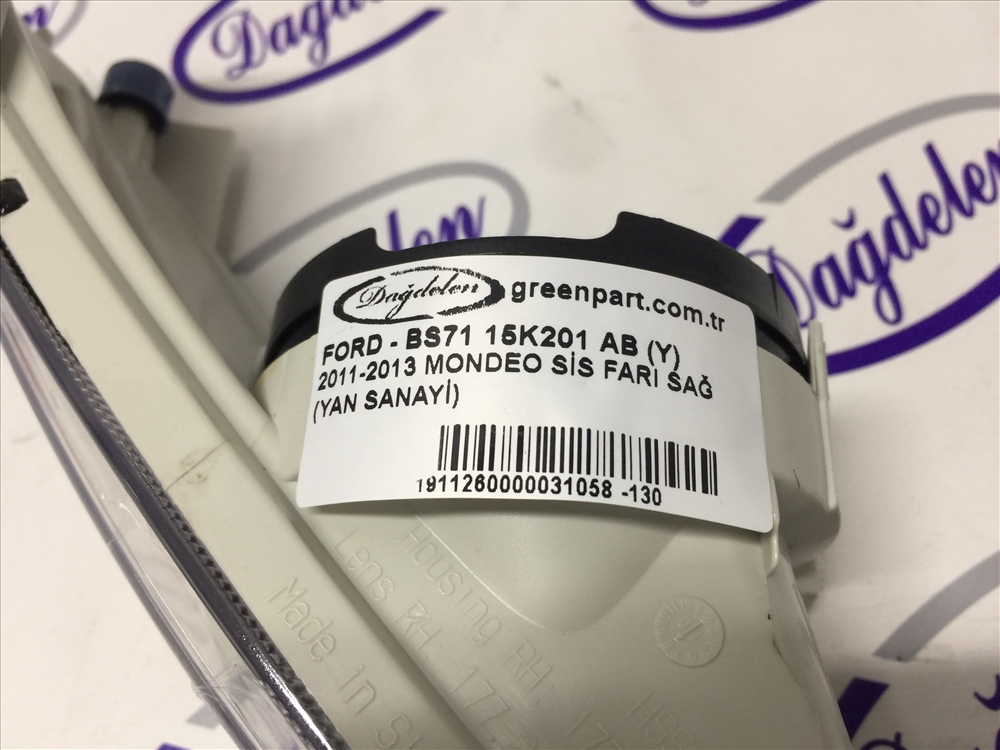 Dağdelen
Dağdelen
Dağdelen
Dağdelen greenpart.com.tr
FORD - BS71 15K201 AB (Y)
2011-2013 MONDEO SİS FARI SAĞ
(YAN SANAYİ)
1911260000031058 -130
Housing RH-
Lens RH-
Made in